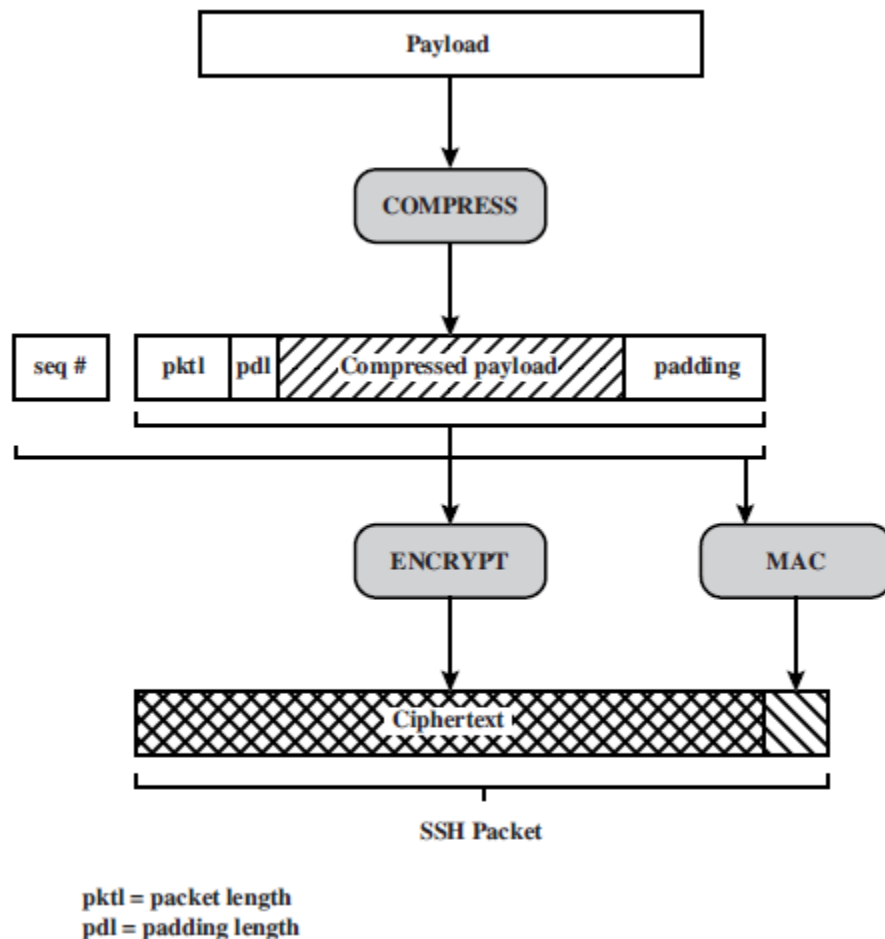 Payload
COMPRESS
seq # pktl pdl Compressed payload padding
ENCRYPT MAC
Ciphertext
SSH Packet
pktl = packet length
pdl = padding length